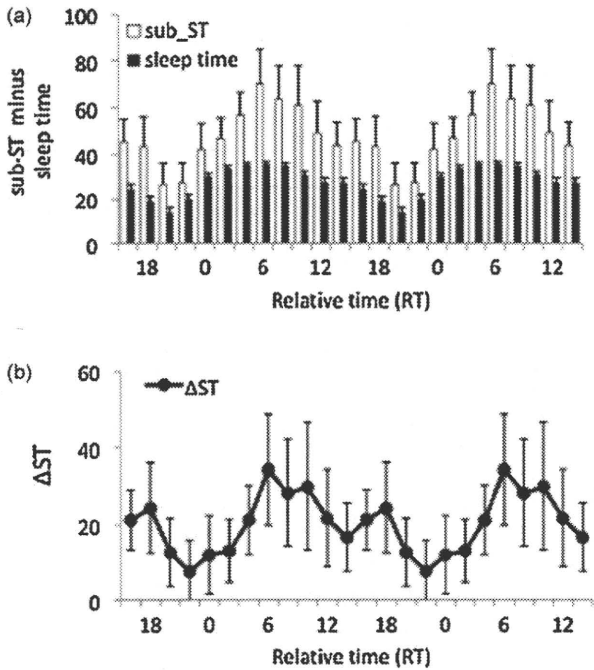 (a)
100
80
60
40
20
0
sub-ST minus
sleep time
sub_ST
sleep time
18 0 6 12 18 0 6 12
Relative time (RT)
(b)
60
40
20
0
ΔST
ΔST
18 0 6 12 18 0 6 12
Relative time (RT)